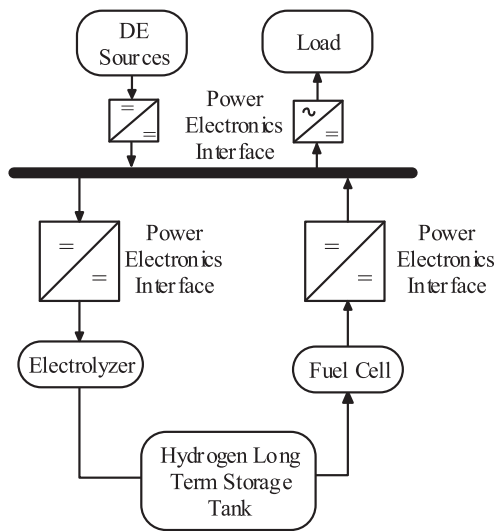 DE
Sources
Load
Power
Electronics
Interface
Power
Electronics
Interface
Power
Electronics
Interface
Electrolyzer
Fuel Cell
Hydrogen Long
Term Storage
Tank